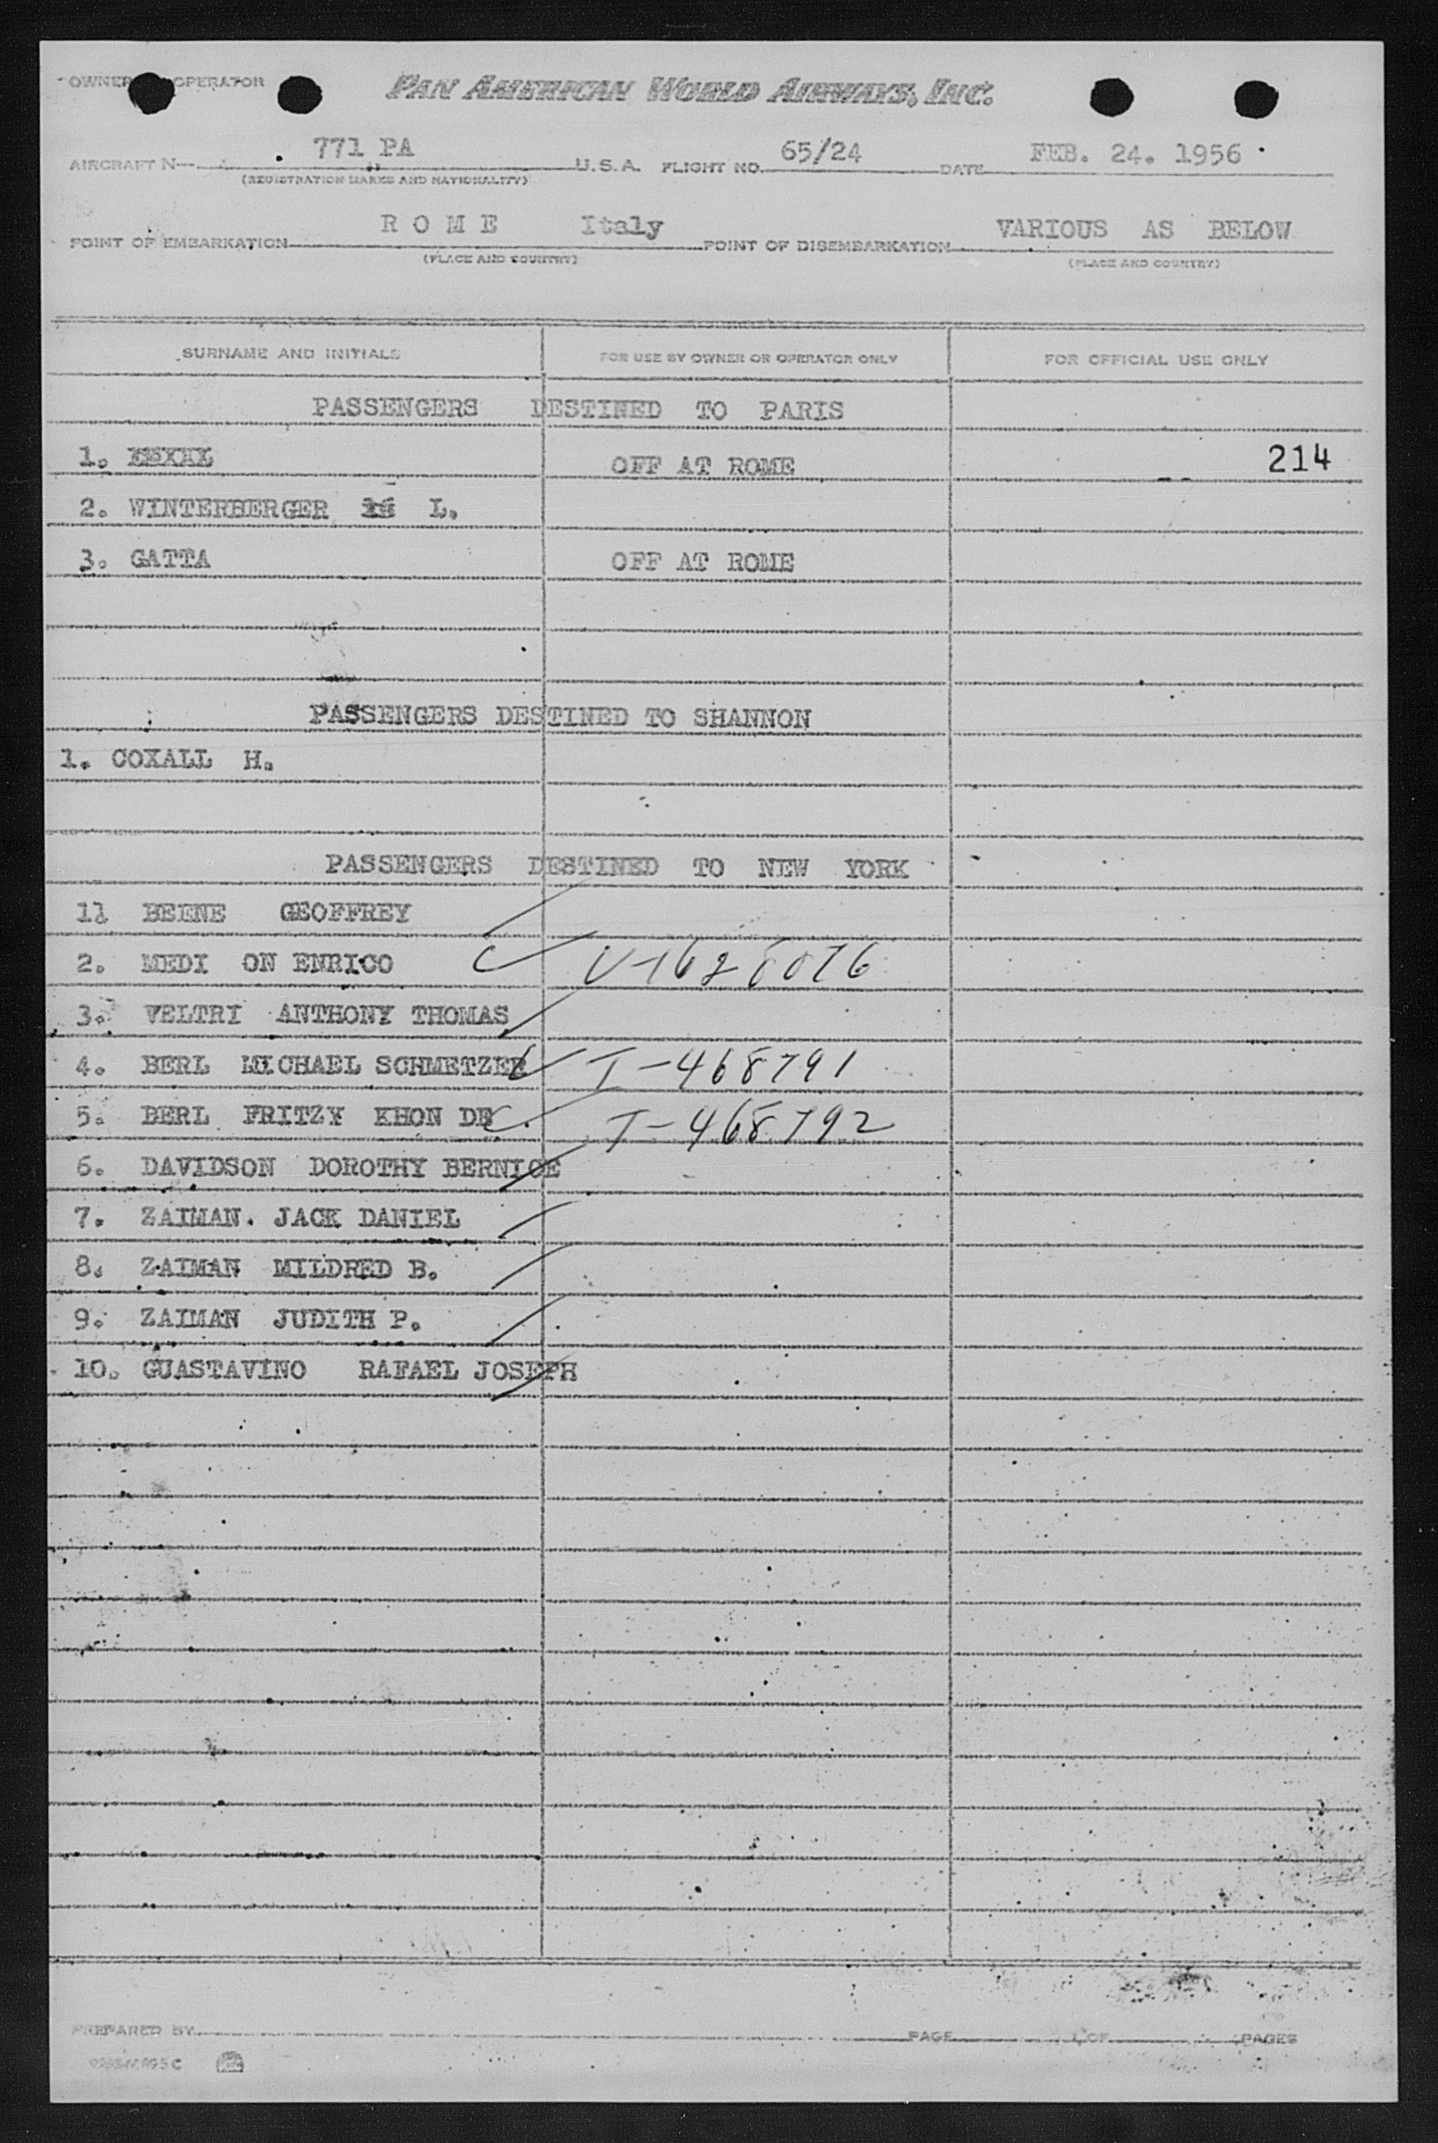 OWNER OPERATOR PAN AMERICAN WORLD AIRWAYS, INC.
AIRCRAFT N 771 PA U.S.A. FLIGHT NO. 65/24 DATE FEB. 24. 1956
(REGISTRATION MARKS AND NATIONALITY)
POINT OF EMBARKATION R O M E Italy POINT OF DISEMBARKATION VARIOUS AS BELOW
(PLACE AND COUNTRY) (PLACE AND COUNTRY)
SURNAME AND INITIALS FOR USE BY OWNER OR OPERATOR ONLY FOR OFFICIAL USE ONLY
PASSENGERS DESTINED TO PARIS
1. OFF AT ROME 214
2. WINTERBERGER L.
3. GATTA OFF AT ROME
PASSENGERS DESTINED TO SHANNON
1. COXALL H.
PASSENGERS DESTINED TO NEW YORK
11 BEENE GEOFFREY
2. MEDI ON ENRICO C V-1628076
3. VELTRI ANTHONY THOMAS
4. BERL MICHAEL SCHMETZER C T-468791
5. BERL FRITZY KHON DE C T-468792
6. DAVIDSON DOROTHY BERNICE
7. ZAIMAN. JACK DANIEL
8. ZAIMAN MILDRED B.
9. ZAIMAN JUDITH P.
10. GUASTAVINO RAFAEL JOSEPH
PREPARED BY PAGE OF PAGES